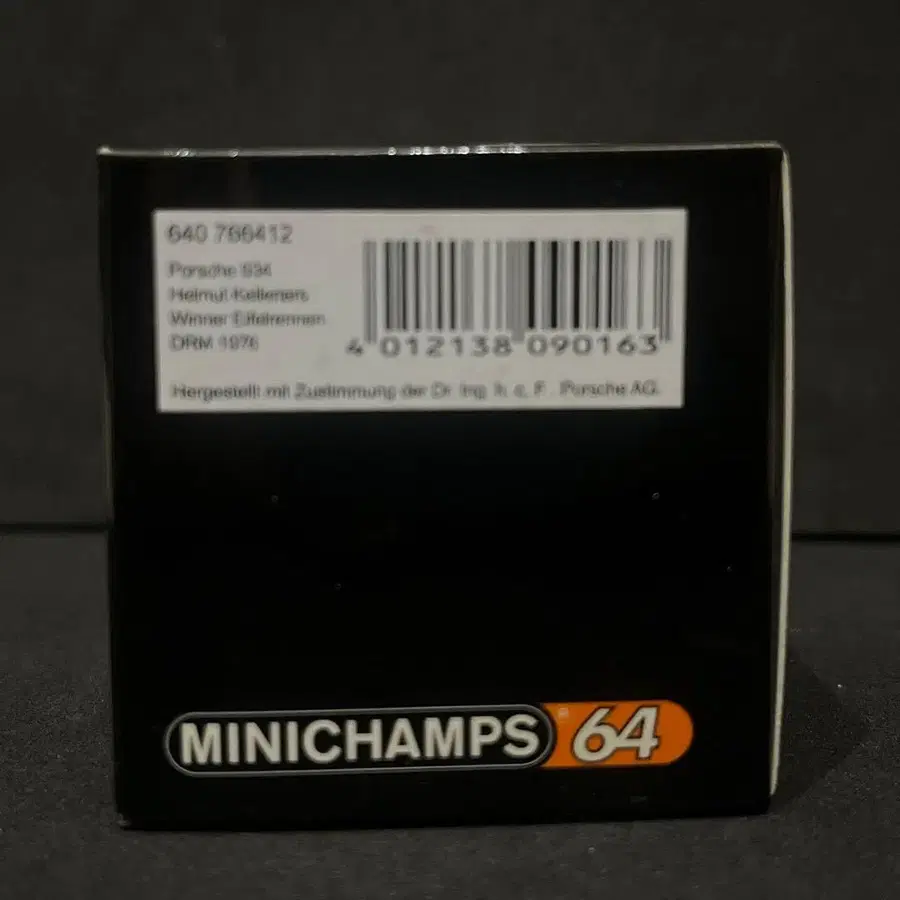 640 766412
Porsche 934
Helmut Kelleners
Winner Eifelrennen
DRM 1976
4 012138 090163
Hergestellt mit Zustimmung der Dr. Ing. h. c. F. Porsche AG.
MINICHAMPS 64